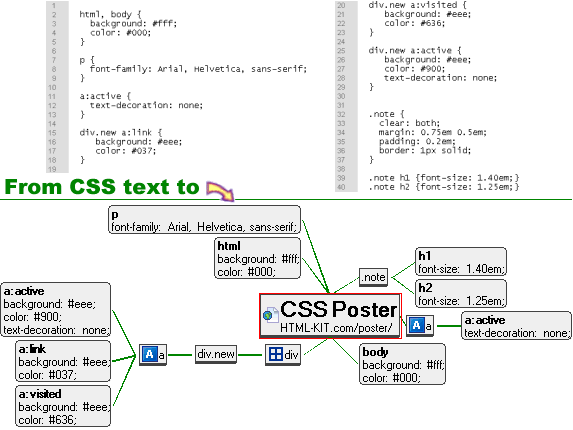 1
2 html, body {
3 background: #fff;
4 color: #000;
5 }
6
7 p {
8 font-family: Arial, Helvetica, sans-serif;
9 }
10
11 a:active {
12 text-decoration: none;
13 }
14
15 div.new a:link {
16 background: #eee;
17 color: #037;
18 }
19
20 div.new a:visited {
21 background: #eee;
22 color: #636;
23 }
24
25 div.new a:active {
26 background: #eee;
27 color: #900;
28 text-decoration: none;
29 }
30
31
32 .note {
33 clear: both;
34 margin: 0.75em 0.5em;
35 padding: 0.2em;
36 border: 1px solid;
38 }
39 .note h1 {font-size: 1.40em;}
40 .note h2 {font-size: 1.25em;}
From CSS text to
p
font-family: Arial, Helvetica, sans-serif;
html
background: #fff;
color: #000;
.note
h1
font-size: 1.40em;
h2
font-size: 1.25em;
CSS Poster
HTML-KIT.com/poster/
A a
a:active
text-decoration: none;
a:active
background: #eee;
color: #900;
text-decoration: none;
a:link
background: #eee;
color: #037;
a:visited
background: #eee;
color: #636;
A a
div.new
div
body
background: #fff;
color: #000;